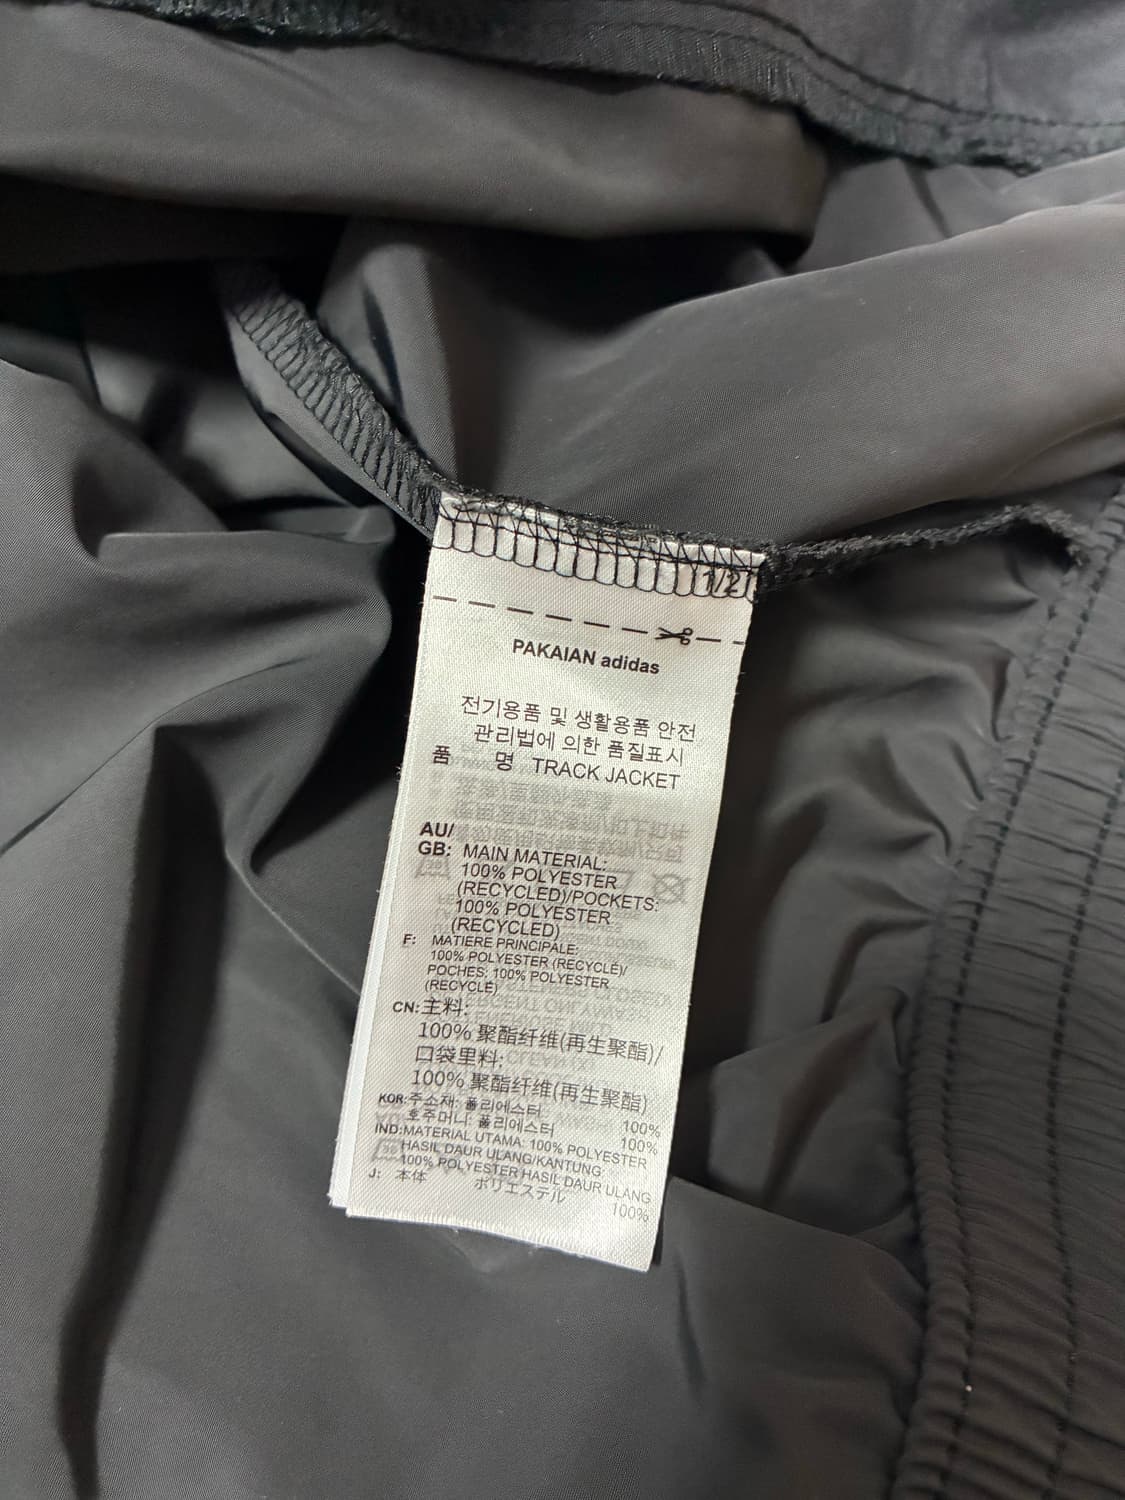 1/2
PAKAIAN adidas
전기용품 및 생활용품 안전
관리법에 의한 품질표시
품 명 TRACK JACKET
AU/
GB: MAIN MATERIAL:
100% POLYESTER
(RECYCLED)/POCKETS:
100% POLYESTER
(RECYCLED)
F: MATIERE PRINCIPALE:
100% POLYESTER (RECYCLÉ)/
POCHES: 100% POLYESTER
(RECYCLÉ)
CN: 主料:
100% 聚酯纤维(再生聚酯)/
口袋里料:
100% 聚酯纤维(再生聚酯)
KOR: 주소재: 폴리에스터 100%
호주머니: 폴리에스터 100%
IND: MATERIAL UTAMA: 100% POLYESTER
HASIL DAUR ULANG/KANTUNG:
100% POLYESTER HASIL DAUR ULANG
J: 本体 ポリエステル 100%